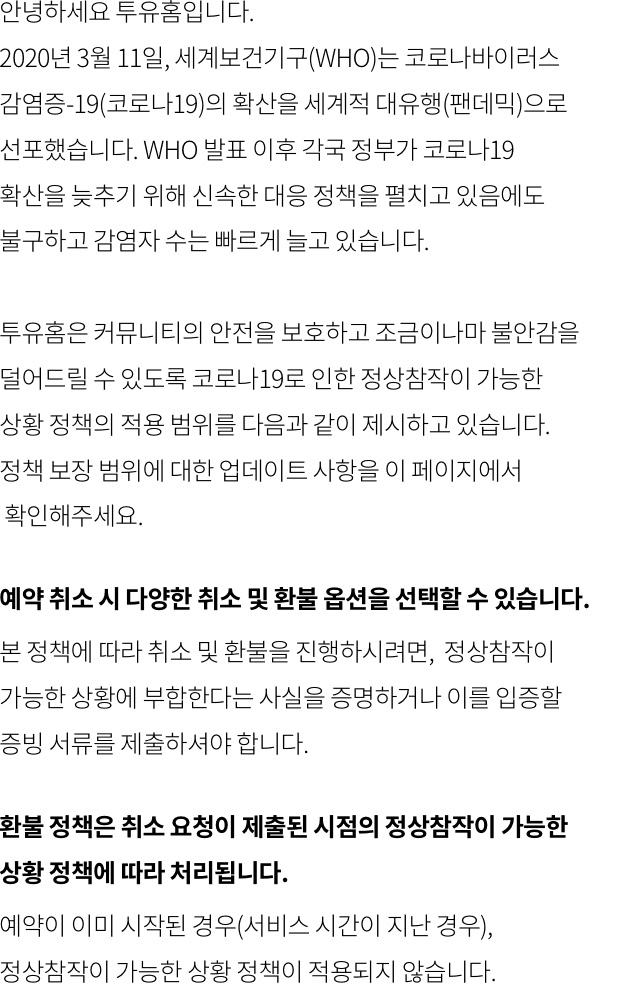 안녕하세요 투유홈입니다.
2020년 3월 11일, 세계보건기구(WHO)는 코로나바이러스
감염증-19(코로나19)의 확산을 세계적 대유행(팬데믹)으로
선포했습니다. WHO 발표 이후 각국 정부가 코로나19
확산을 늦추기 위해 신속한 대응 정책을 펼치고 있음에도
불구하고 감염자 수는 빠르게 늘고 있습니다.
투유홈은 커뮤니티의 안전을 보호하고 조금이나마 불안감을
덜어드릴 수 있도록 코로나19로 인한 정상참작이 가능한
상황 정책의 적용 범위를 다음과 같이 제시하고 있습니다.
정책 보장 범위에 대한 업데이트 사항을 이 페이지에서
확인해주세요.
예약 취소 시 다양한 취소 및 환불 옵션을 선택할 수 있습니다.
본 정책에 따라 취소 및 환불을 진행하시려면, 정상참작이
가능한 상황에 부합한다는 사실을 증명하거나 이를 입증할
증빙 서류를 제출하셔야 합니다.
환불 정책은 취소 요청이 제출된 시점의 정상참작이 가능한
상황 정책에 따라 처리됩니다.
예약이 이미 시작된 경우(서비스 시간이 지난 경우),
정상참작이 가능한 상황 정책이 적용되지 않습니다.